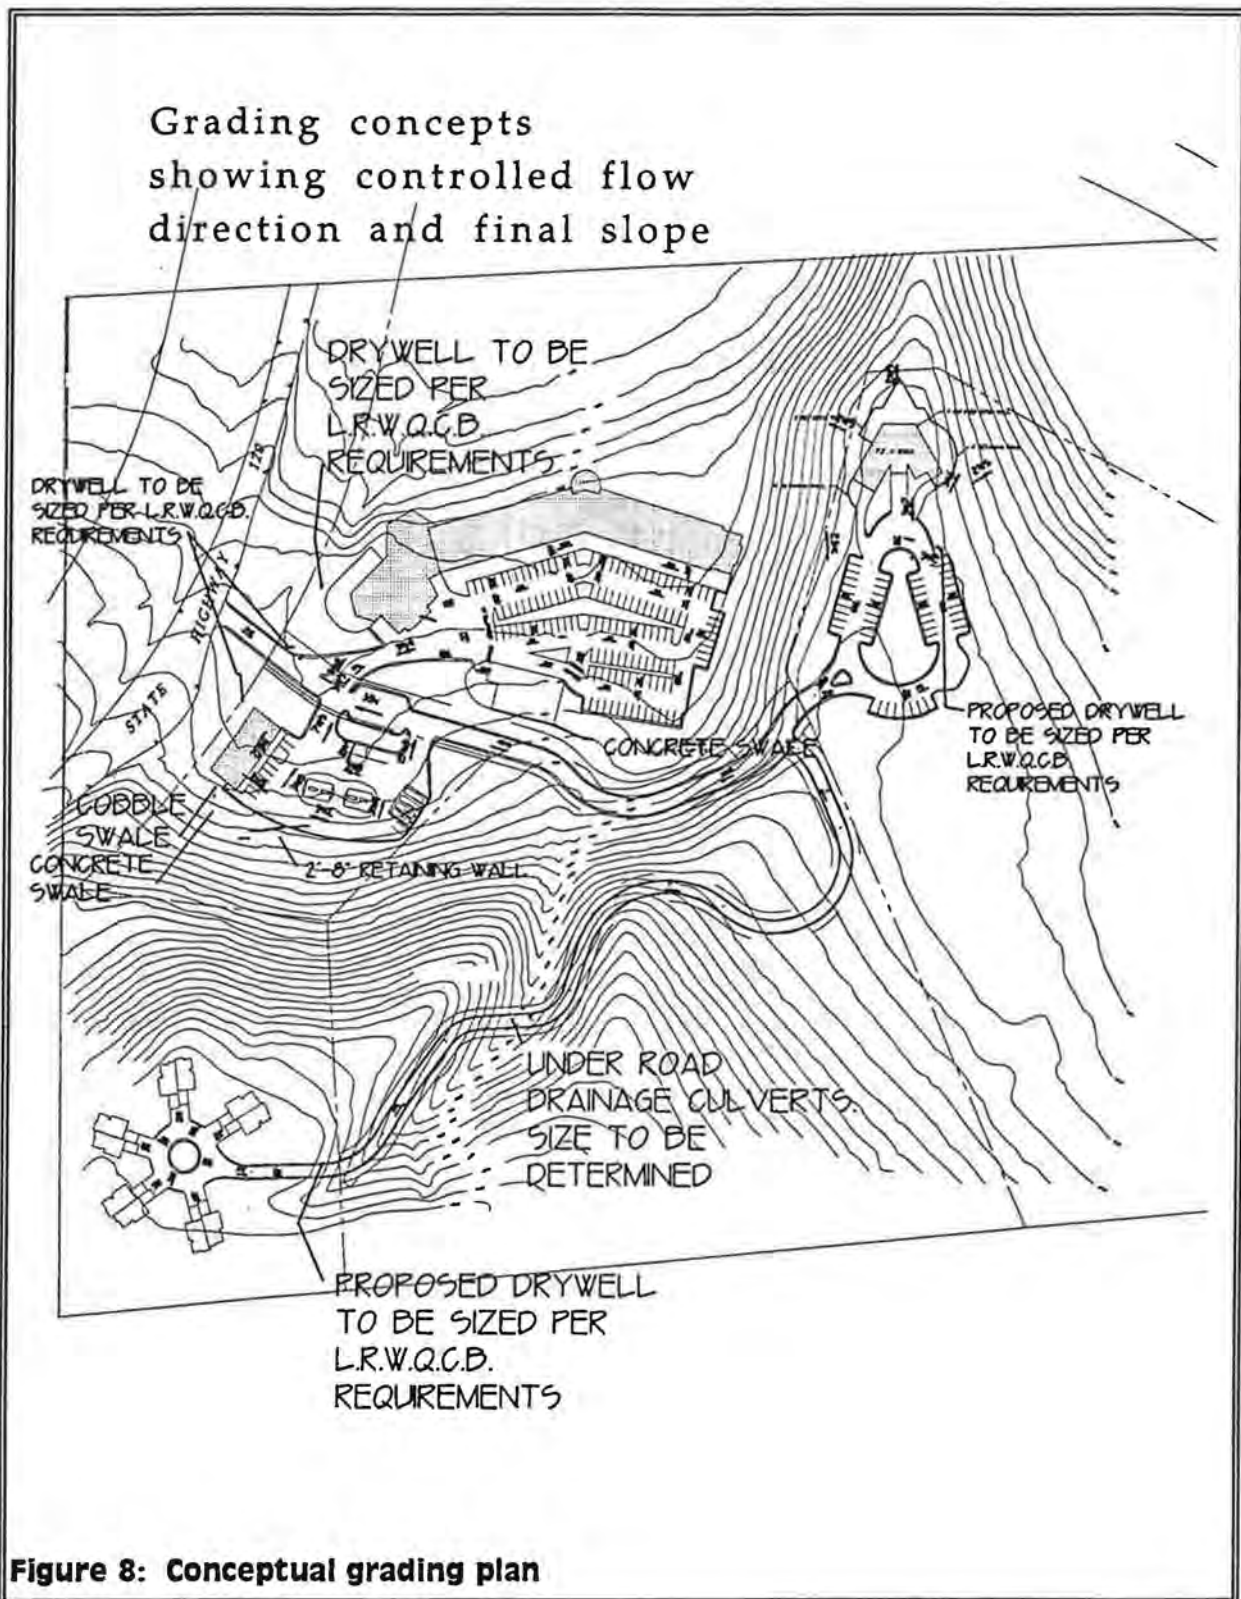 Grading concepts
showing controlled flow
direction and final slope
DRYWELL TO BE
SIZED PER
L.R.W.Q.C.B.
REQUIREMENTS
120
DRYWELL TO BE
SIZED PER L.R.W.Q.C.B.
REQUIREMENTS
STATE HIGHWAY
CONCRETE SWALE
PROPOSED DRYWELL
TO BE SIZED PER
L.R.W.Q.C.B.
REQUIREMENTS
COBBLE
SWALE
CONCRETE
SWALE
2'-8" RETAINING WALL
UNDER ROAD
DRAINAGE CULVERTS.
SIZE TO BE
DETERMINED
PROPOSED DRYWELL
TO BE SIZED PER
L.R.W.Q.C.B.
REQUIREMENTS
Figure 8: Conceptual grading plan